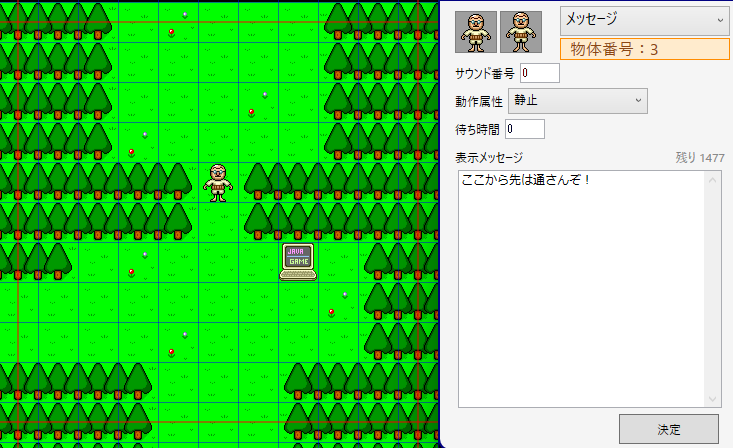 メッセージ
物体番号:3
サウンド番号 0
動作属性 静止
待ち時間 0
表示メッセージ 残り 1477
ここから先は通さんぞ!
JAVA
GAME
決定